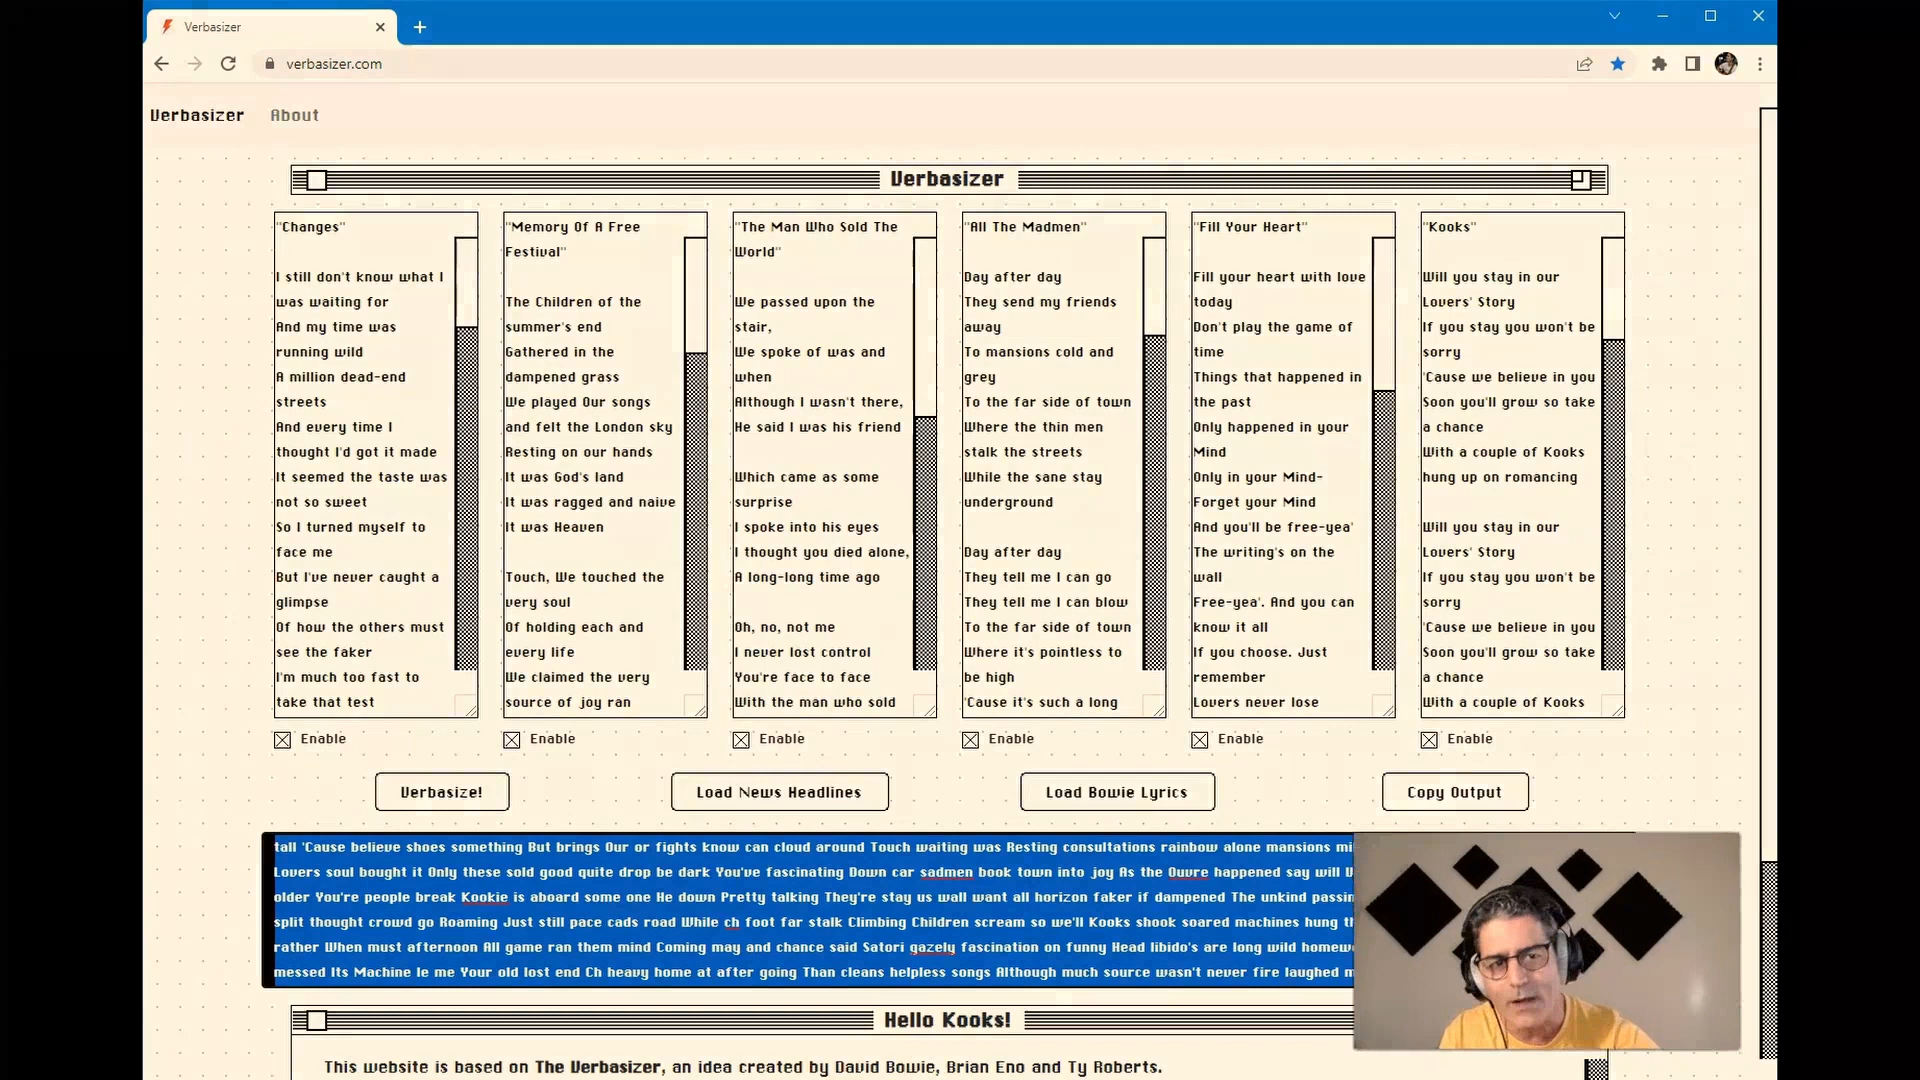 Verbasizer
verbasizer.com
Verbasizer About
Verbasizer
"Changes"
I still don't know what I
was waiting for
And my time was
running wild
A million dead-end
streets
And every time I
thought I'd got it made
It seemed the taste was
not so sweet
So I turned myself to
face me
But I've never caught a
glimpse
Of how the others must
see the faker
I'm much too fast to
take that test
"Memory Of A Free
Festival"
The Children of the
summer's end
Gathered in the
dampened grass
We played Our songs
and felt the London sky
Resting on our hands
It was God's land
It was ragged and naive
It was Heaven
Touch, We touched the
very soul
Of holding each and
every life
We claimed the very
source of joy ran
"The Man Who Sold The
World"
We passed upon the
stair,
We spoke of was and
when
Although I wasn't there,
He said I was his friend
Which came as some
surprise
I spoke into his eyes
I thought you died alone,
A long-long time ago
Oh, no, not me
I never lost control
You're face to face
With the man who sold
"All The Madmen"
Day after day
They send my friends
away
To mansions cold and
grey
To the far side of town
Where the thin men
stalk the streets
While the sane stay
underground
Day after day
They tell me I can go
They tell me I can blow
To the far side of town
Where it's pointless to
be high
'Cause it's such a long
"Fill Your Heart"
Fill your heart with love
today
Don't play the game of
time
Things that happened in
the past
Only happened in your
Mind
Only in your Mind-
Forget your Mind
And you'll be free-yea'
The writing's on the
wall
Free-yea'. And you can
know it all
If you choose. Just
remember
Lovers never lose
"Kooks"
Will you stay in our
Lovers' Story
If you stay you won't be
sorry
'Cause we believe in you
Soon you'll grow so take
a chance
With a couple of Kooks
hung up on romancing
Will you stay in our
Lovers' Story
If you stay you won't be
sorry
'Cause we believe in you
Soon you'll grow so take
a chance
With a couple of Kooks
Enable Enable Enable Enable Enable Enable
Verbasize! Load News Headlines Load Bowie Lyrics Copy Output
tall 'Cause believe shoes something But brings Our or fights know can cloud around Touch waiting was Resting consultations rainbow alone mansions
Lovers soul bought it Only these sold good quite drop be dark You've fascinating Down car sadmen book town into joy As the Ouvre happened say will
older You're people break Kookie is aboard some one He down Pretty talking They're stay us wall want all horizon faker if dampened The unkind
split thought crowd go Roaming Just still pace cads road While ch foot far stalk Climbing Children scream so we'll Kooks shook soared machines hung
rather When must afternoon All game ran them mind Coming may and chance said Satori gazely fascination on funny Head libido's are long wild
messed Its Machine le me Your old lost end Ch heavy home at after going Than cleans helpless songs Although much source wasn't never fire laughed
Hello Kooks!
This website is based on The Verbasizer, an idea created by David Bowie, Brian Eno and Ty Roberts.